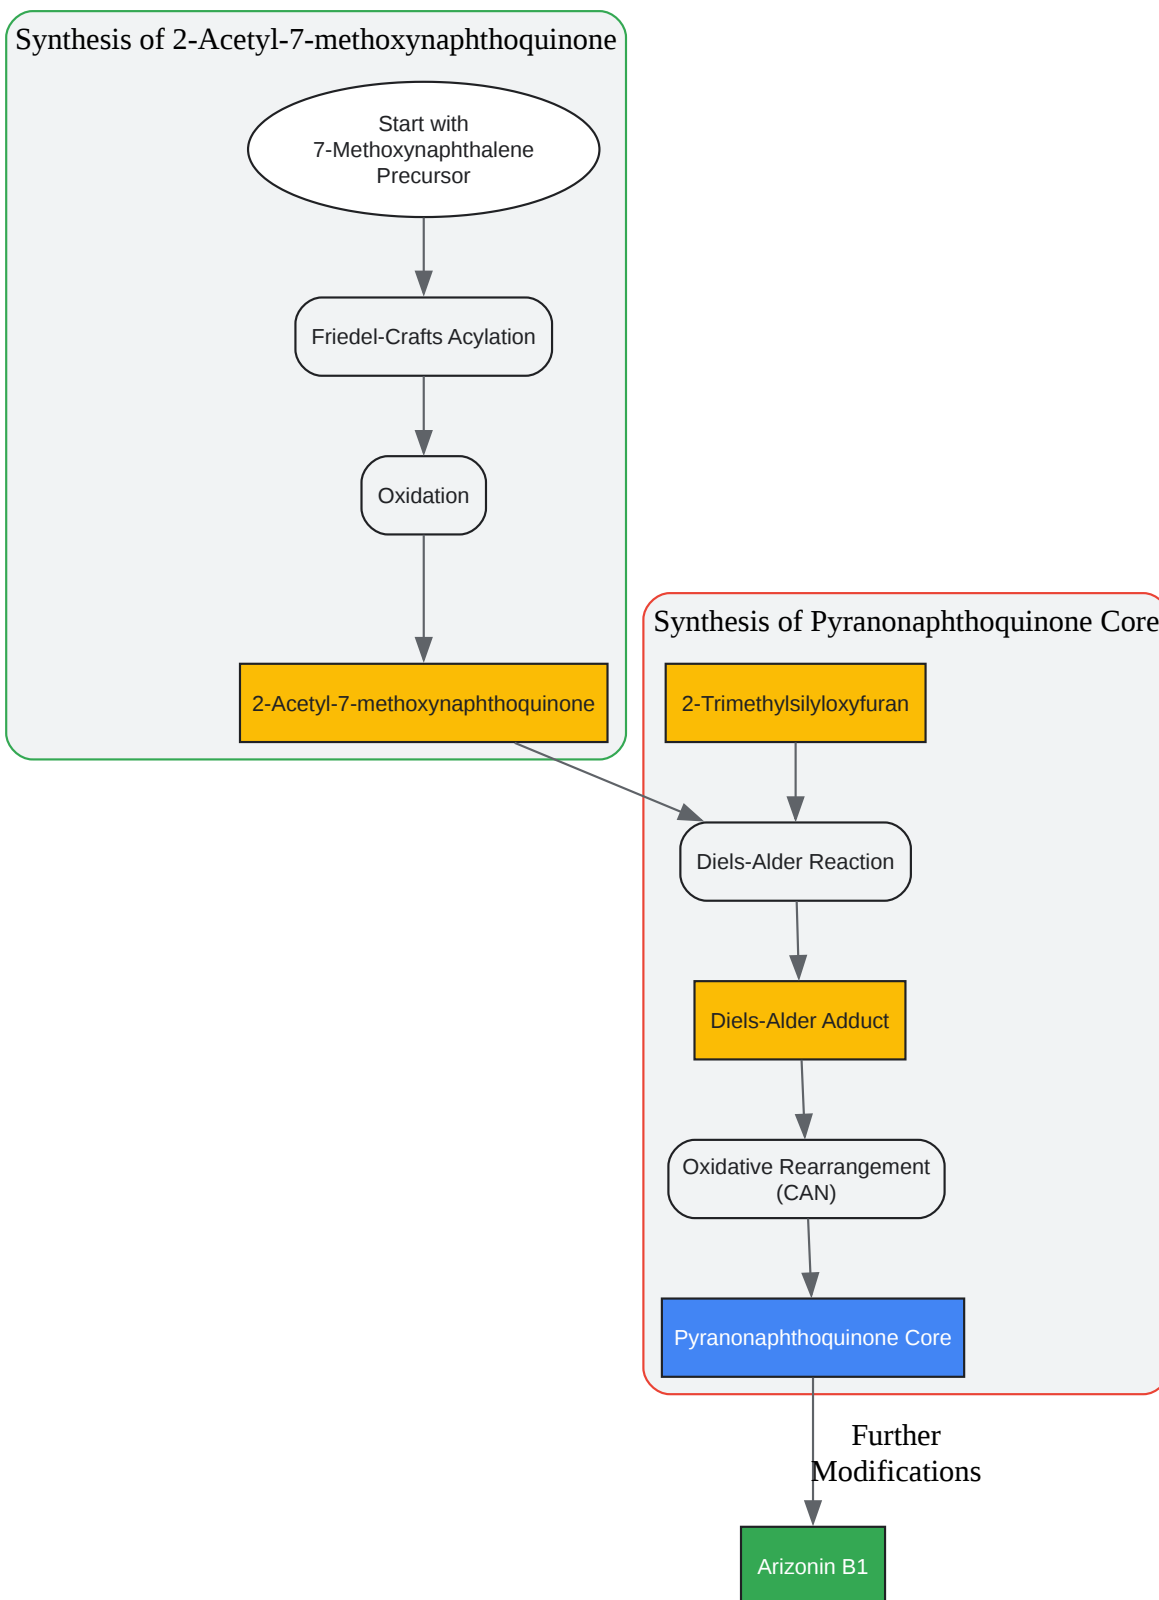 Synthesis of 2-Acetyl-7-methoxynaphthoquinone
Start with
7-Methoxynaphthalene
Precursor
Friedel-Crafts Acylation
Oxidation
2-Acetyl-7-methoxynaphthoquinone
Synthesis of Pyranonaphthoquinone Core
2-Trimethylsilyloxyfuran
Diels-Alder Reaction
Diels-Alder Adduct
Oxidative Rearrangement
(CAN)
Pyranonaphthoquinone Core
Further
Modifications
Arizonin B1